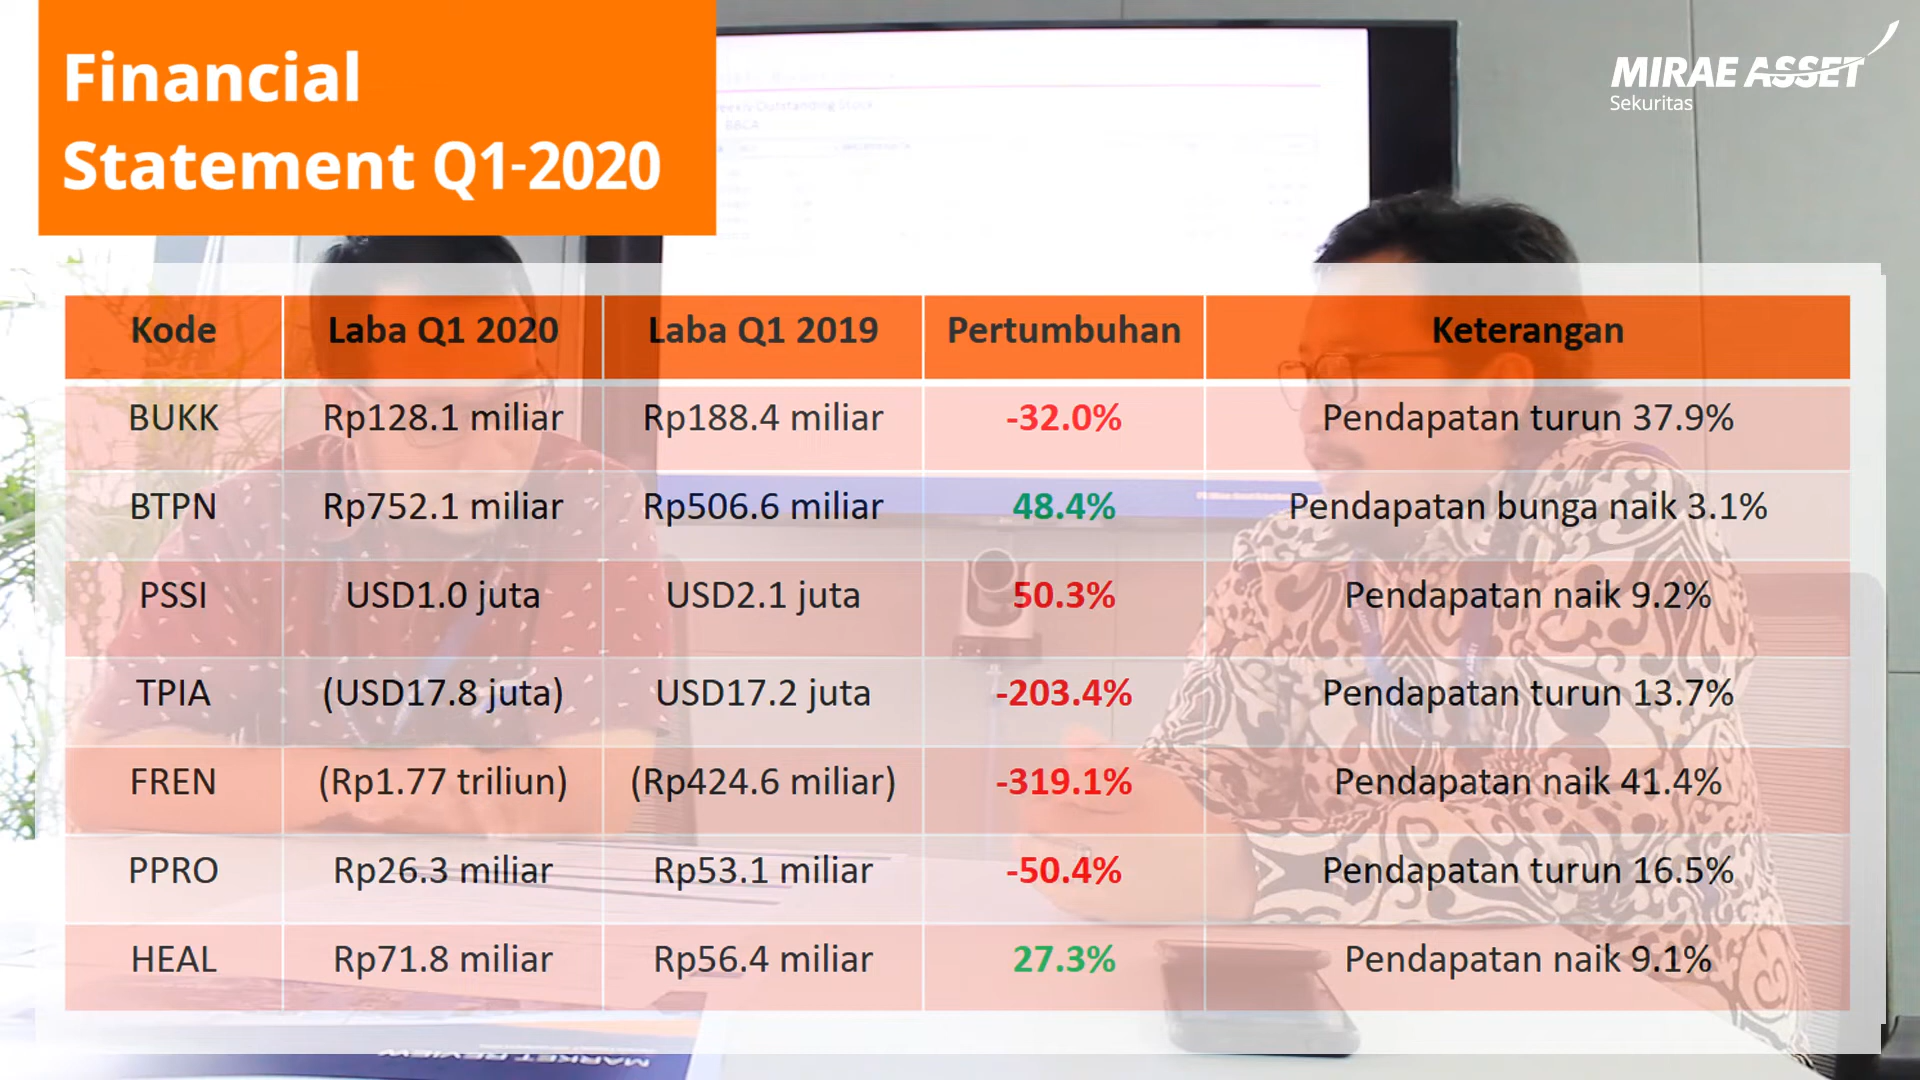 Financial
Statement Q1-2020
MIRAE ASSET
Sekuritas
Outstanding Stock
BBCA
Kode Laba Q1 2020 Laba Q1 2019 Pertumbuhan Keterangan
BUKK Rp128.1 miliar Rp188.4 miliar -32.0% Pendapatan turun 37.9%
BTPN Rp752.1 miliar Rp506.6 miliar 48.4% Pendapatan bunga naik 3.1%
PSSI USD1.0 juta USD2.1 juta 50.3% Pendapatan naik 9.2%
TPIA (USD17.8 juta) USD17.2 juta -203.4% Pendapatan turun 13.7%
FREN (Rp1.77 triliun) (Rp424.6 miliar) -319.1% Pendapatan naik 41.4%
PPRO Rp26.3 miliar Rp53.1 miliar -50.4% Pendapatan turun 16.5%
HEAL Rp71.8 miliar Rp56.4 miliar 27.3% Pendapatan naik 9.1%
MARKET REVIEW